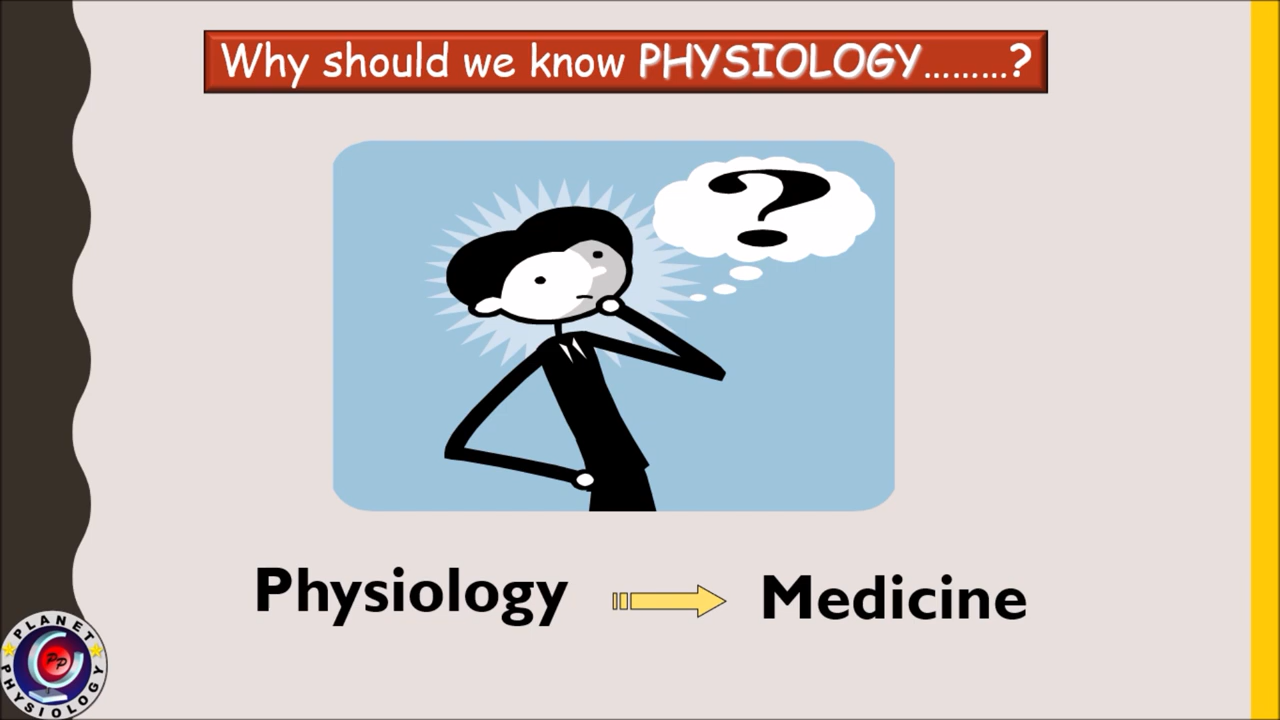 Why should we know PHYSIOLOGY.........?
?
Physiology Medicine
PLANET
PP
PHYSIOLOGY